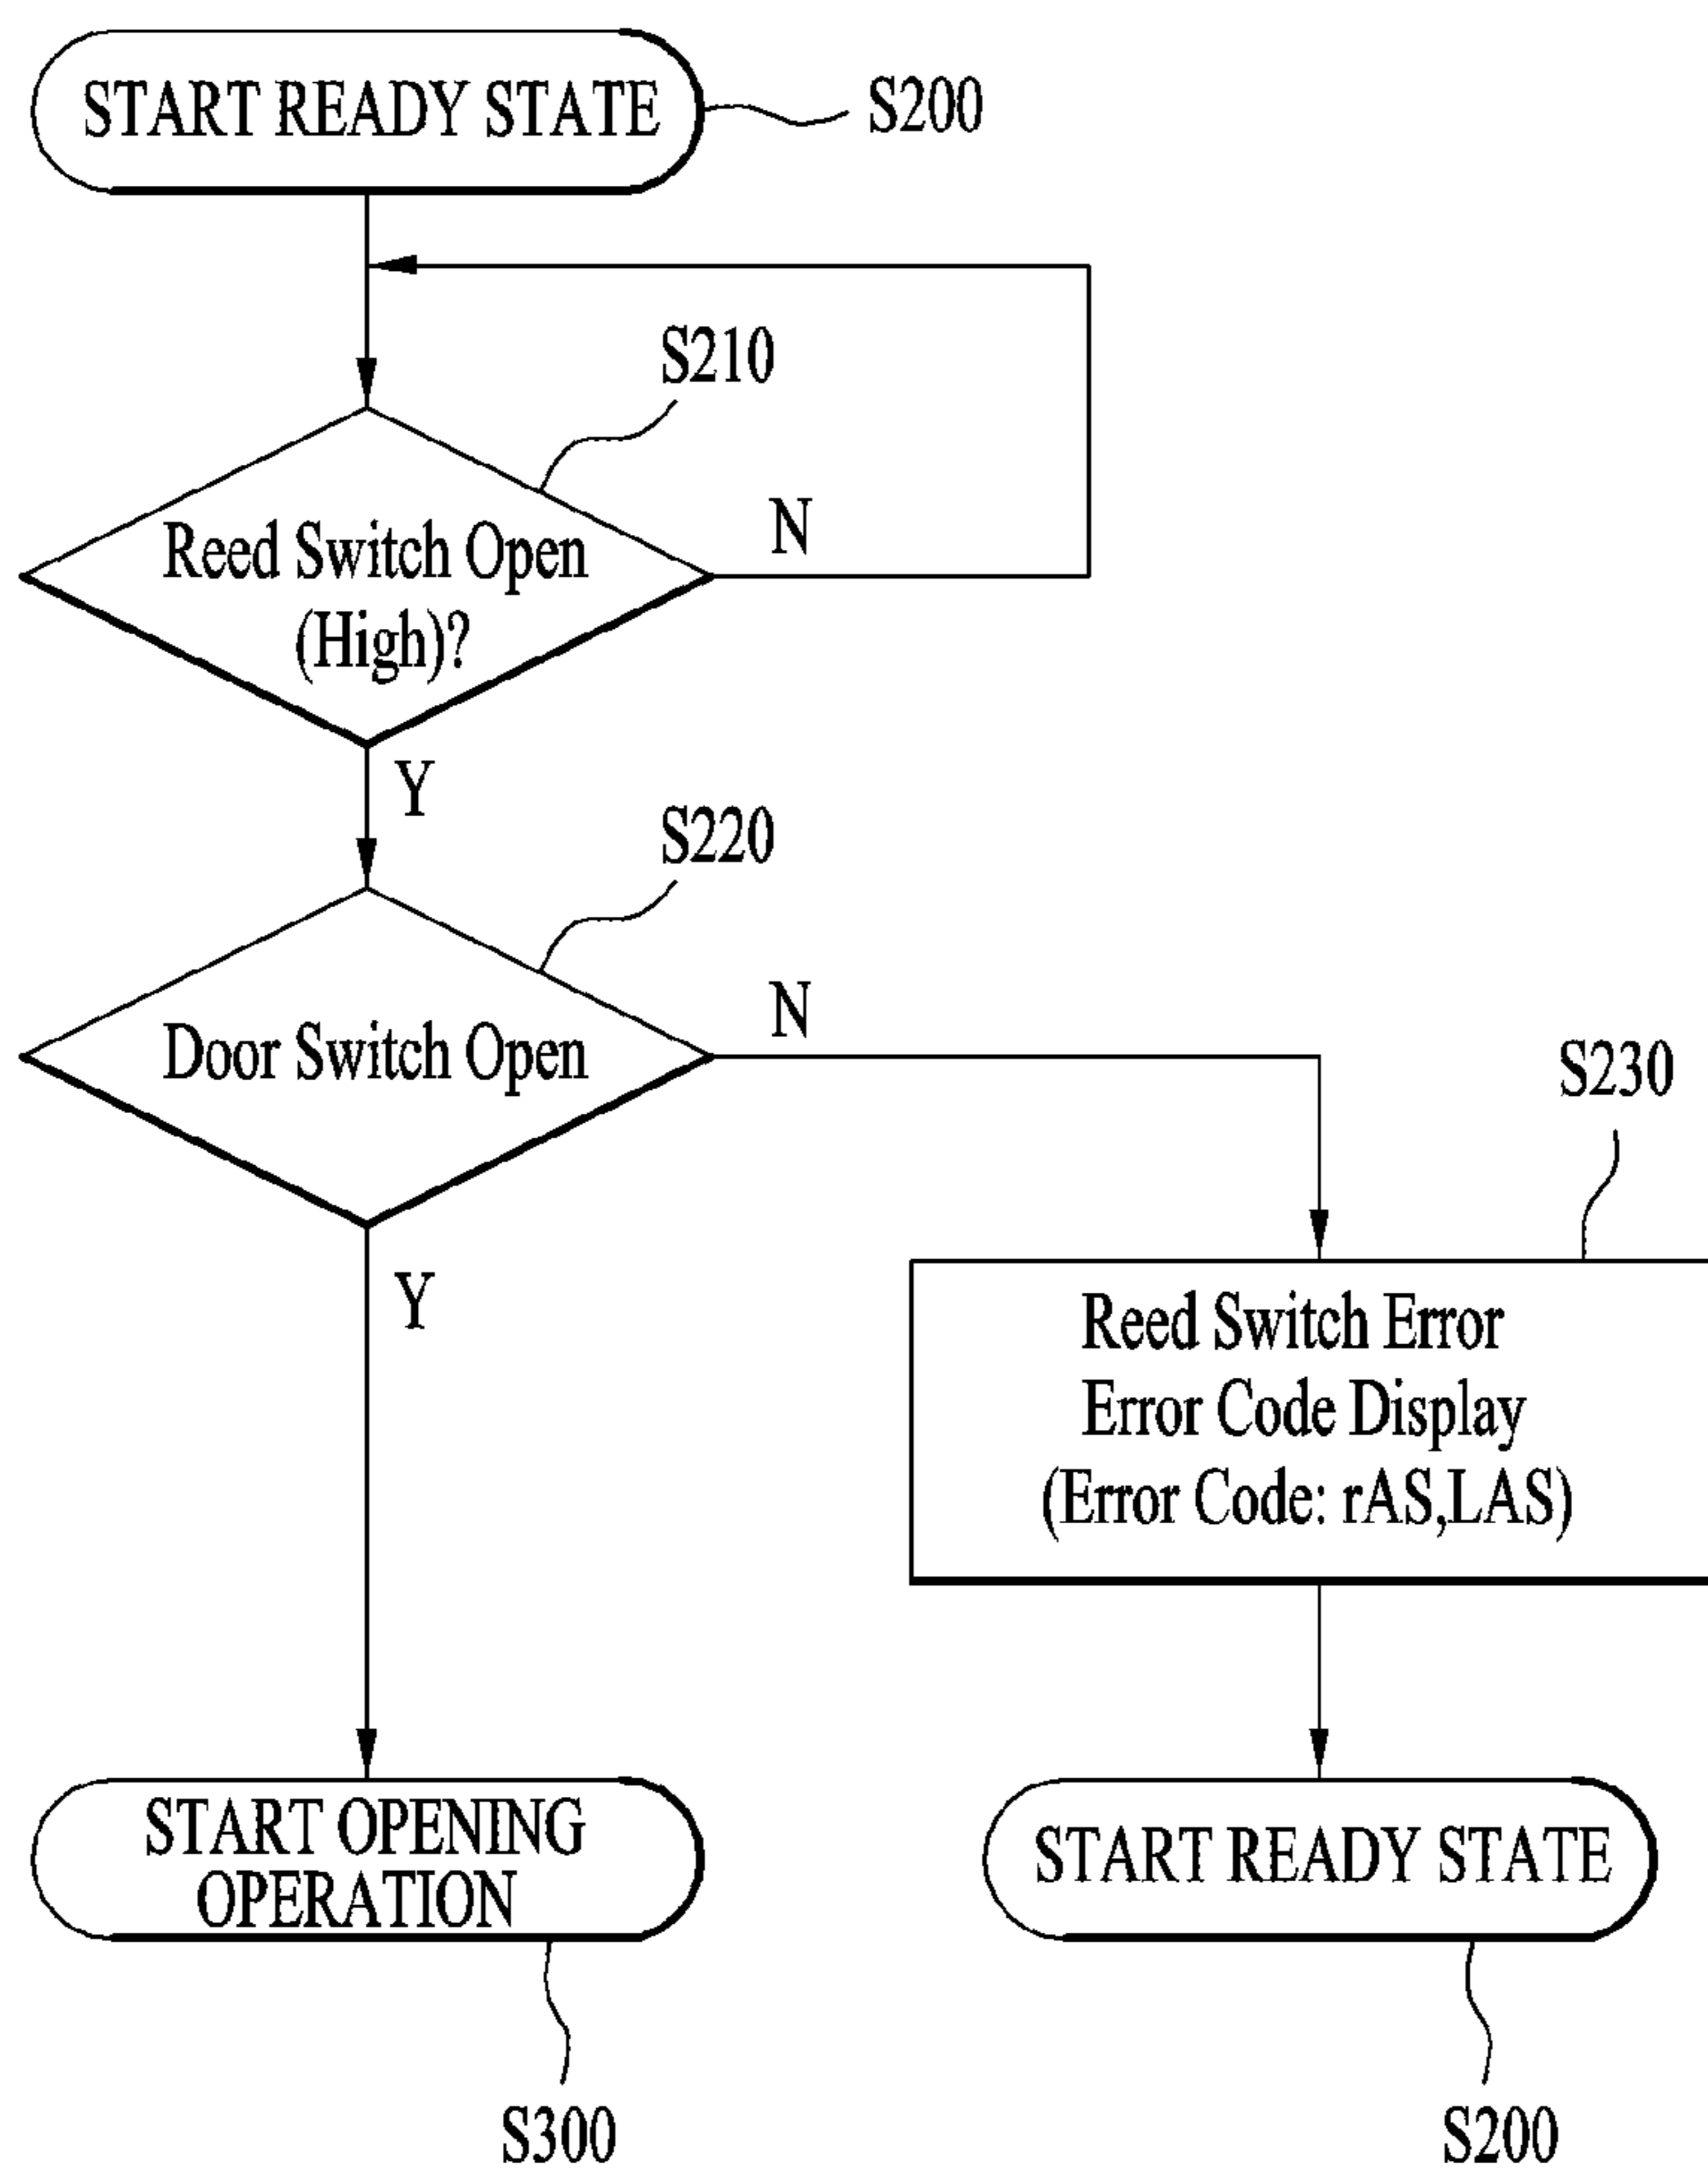 START READY STATE
S200
S210
Reed Switch Open
(High)?
N
Y
S220
Door Switch Open
N
Y
S230
Reed Switch Error
Error Code Display
(Error Code: rAS,LAS)
START OPENING
OPERATION
START READY STATE
S300
S200